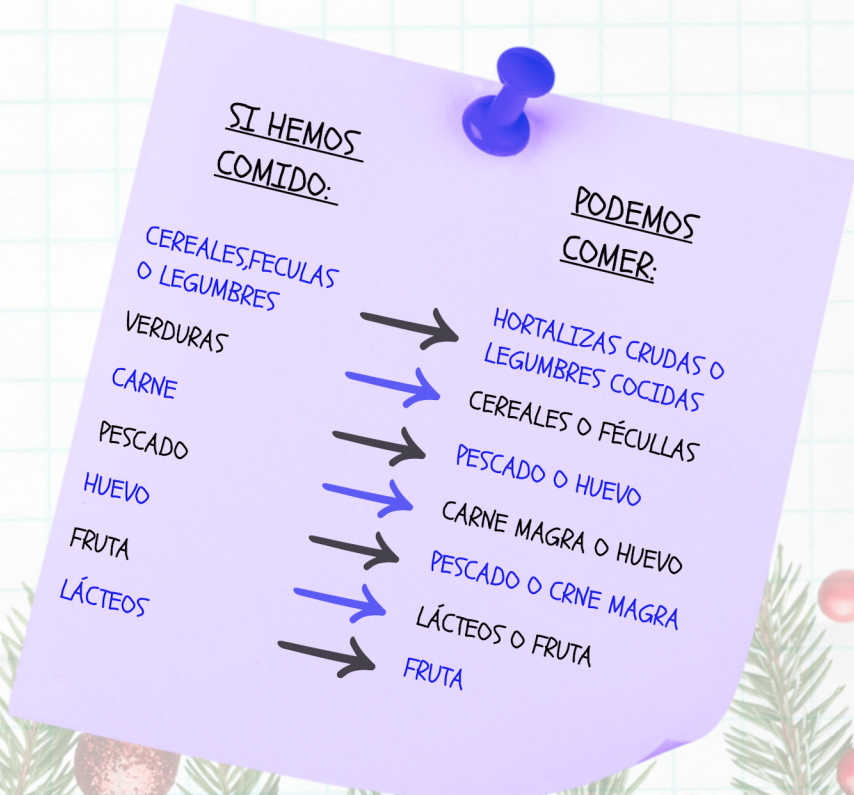 SI HEMOS
COMIDO:
CEREALES,FECULAS
O LEGUMBRES
VERDURAS
CARNE
PESCADO
HUEVO
FRUTA
LÁCTEOS
PODEMOS
COMER:
HORTALIZAS CRUDAS O
LEGUMBRES COCIDAS
CEREALES O FÉCULLAS
PESCADO O HUEVO
CARNE MAGRA O HUEVO
PESCADO O CRNE MAGRA
LÁCTEOS O FRUTA
FRUTA